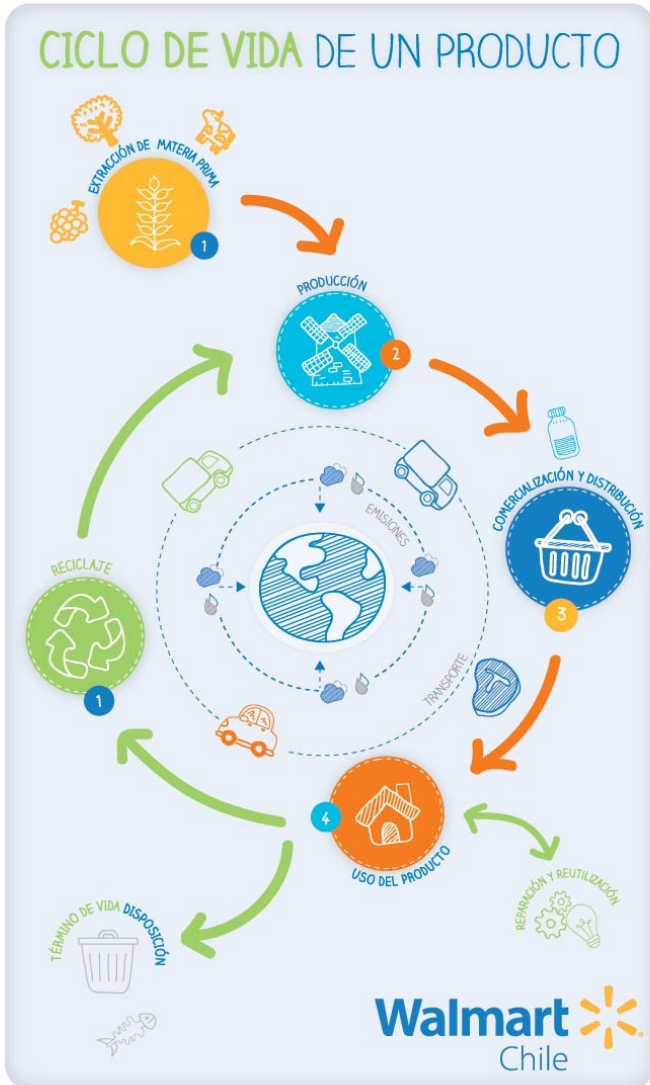 CICLO DE VIDA DE UN PRODUCTO
EXTRACCIÓN DE MATERIA PRIMA
1
PRODUCCIÓN
2
COMERCIALIZACIÓN Y DISTRIBUCIÓN
3
EMISIONES
TRANSPORTE
RECICLAJE
1
4
USO DEL PRODUCTO
REPARACIÓN Y REUTILIZACIÓN
TÉRMINO DE VIDA DISPOSICIÓN
Walmart
Chile